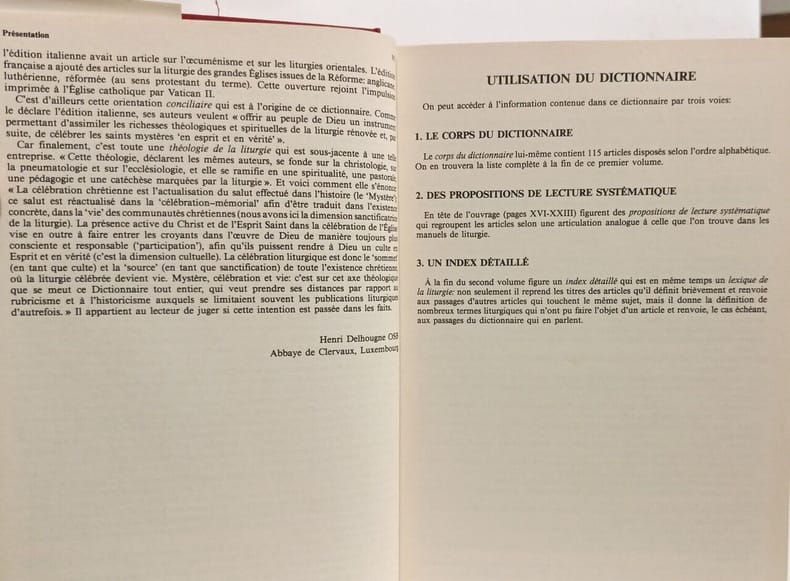 Présentation
l'édition italienne avait un article sur l'œcuménisme et sur les liturgies orientales. L'édition
française a ajouté des articles sur la liturgie des grandes Églises issues de la Réforme: anglicane,
luthérienne, réformée (au sens protestant du terme). Cette ouverture rejoint l'impulsion
imprimée à l'Église catholique par Vatican II.
C'est d'ailleurs cette orientation conciliaire qui est à l'origine de ce dictionnaire. Comme
le déclare l'édition italienne, ses auteurs veulent « offrir au peuple de Dieu un instrument
permettant d'assimiler les richesses théologiques et spirituelles de la liturgie rénovée et, par
suite, de célébrer les saints mystères 'en esprit et en vérité' ».
Car finalement, c'est toute une théologie de la liturgie qui est sous-jacente à une telle
entreprise. « Cette théologie, déclarent les mêmes auteurs, se fonde sur la christologie, sur
la pneumatologie et sur l'ecclésiologie, et elle se ramifie en une spiritualité, une pastorale,
une pédagogie et une catéchèse marquées par la liturgie ». Et voici comment elle s'énonce
« La célébration chrétienne est l'actualisation du salut effectué dans l'histoire (le 'Mystère')
ce salut est réactualisé dans la 'célébration-mémorial' afin d'être traduit dans l'existence
concrète, dans la 'vie' des communautés chrétiennes (nous avons ici la dimension sanctificatrice
de la liturgie). La présence active du Christ et de l'Esprit Saint dans la célébration de l'Église
vise en outre à faire entrer les croyants dans l'œuvre de Dieu de manière toujours plus
consciente et responsable ('participation'), afin qu'ils puissent rendre à Dieu un culte en
Esprit et en vérité (c'est la dimension cultuelle). La célébration liturgique est donc le 'sommet'
(en tant que culte) et la 'source' (en tant que sanctification) de toute l'existence chrétienne
où la liturgie célébrée devient vie. Mystère, célébration et vie: c'est sur cet axe théologique
que se meut ce Dictionnaire tout entier, qui veut prendre ses distances par rapport au
rubricisme et à l'historicisme auxquels se limitaient souvent les publications liturgiques
d'autrefois. » Il appartient au lecteur de juger si cette intention est passée dans les faits.
Henri Delhougne OSB
Abbaye de Clervaux, Luxembourg
UTILISATION DU DICTIONNAIRE
On peut accéder à l'information contenue dans ce dictionnaire par trois voies:
1. LE CORPS DU DICTIONNAIRE
Le corps du dictionnaire lui-même contient 115 articles disposés selon l'ordre alphabétique.
On en trouvera la liste complète à la fin de ce premier volume.
2. DES PROPOSITIONS DE LECTURE SYSTÉMATIQUE
En tête de l'ouvrage (pages XVI-XXIII) figurent des propositions de lecture systématique
qui regroupent les articles selon une articulation analogue à celle que l'on trouve dans les
manuels de liturgie.
3. UN INDEX DÉTAILLÉ
À la fin du second volume figure un index détaillé qui est en même temps un lexique de
la liturgie: non seulement il reprend les titres des articles qu'il définit brièvement et renvoie
aux passages d'autres articles qui touchent le même sujet, mais il donne la définition de
nombreux termes liturgiques qui n'ont pu faire l'objet d'un article et renvoie, le cas échéant,
aux passages du dictionnaire qui en parlent.